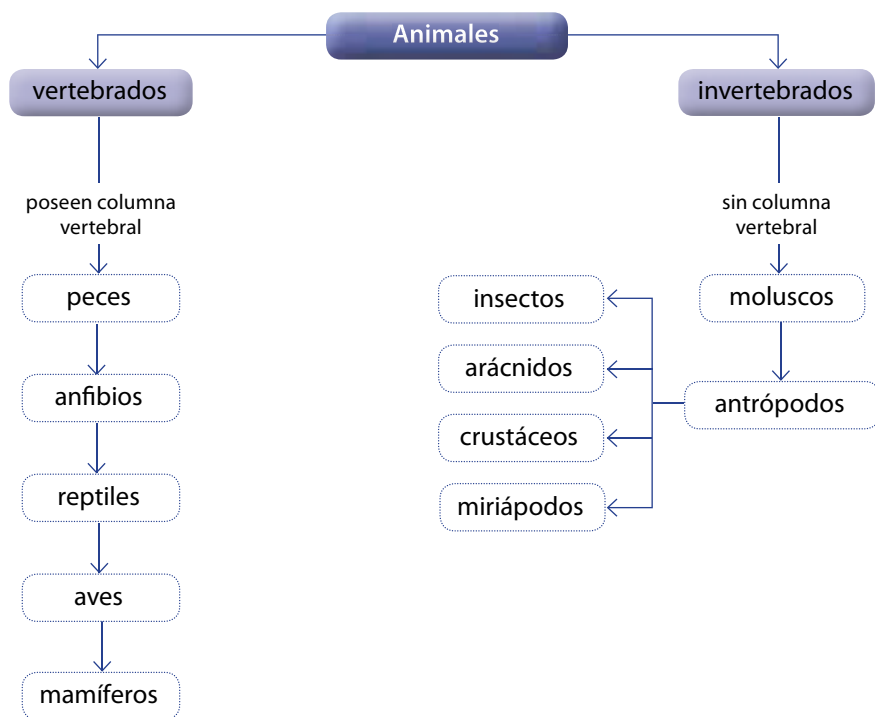 Animales
vertebrados
invertebrados
poseen columna
vertebral
sin columna
vertebral
peces
anfibios
reptiles
aves
mamíferos
moluscos
antrópodos
insectos
arácnidos
crustáceos
miriápodos